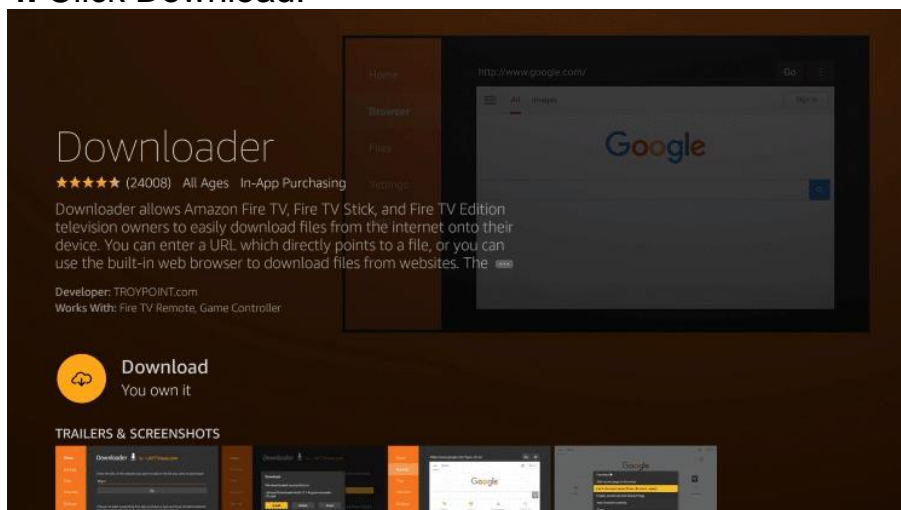 Click Download.
Home
http://www.google.com/
Go
Browser
All Images
Sign in
Files
Google
Settings
Downloader
(24008) All Ages In-App Purchasing
Downloader allows Amazon Fire TV, Fire TV Stick, and Fire TV Edition
television owners to easily download files from the internet onto their
device. You can enter a URL which directly points to a file, or you can
use the built-in web browser to download files from websites. The
Developer: TROYPOINT.com
Works With: Fire TV Remote, Game Controller
Download
You own it
TRAILERS & SCREENSHOTS
Downloader
Downloader
Google
Google